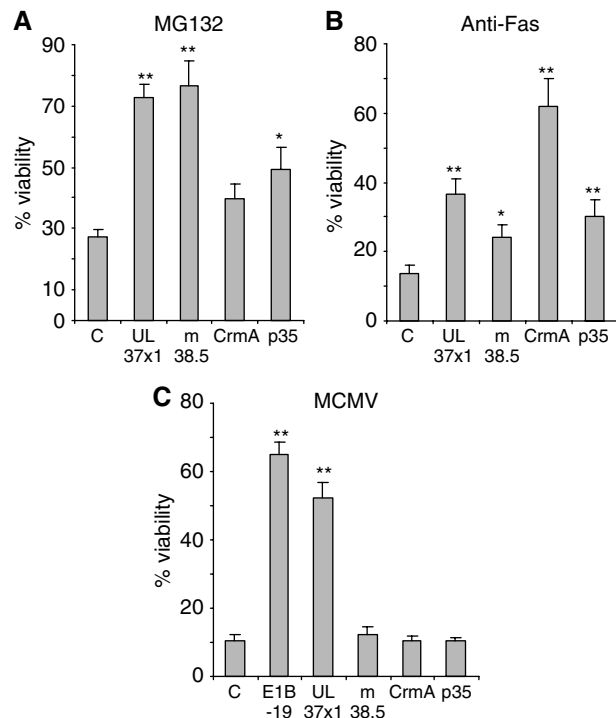 A
MG132
**
**
*
90
70
50
30
10
0
% viability
C UL m CrmA p35
37x1 38.5
B
Anti-Fas
**
**
**
*
80
60
40
20
0
% viability
C UL m CrmA p35
37x1 38.5
C
MCMV
**
**
80
60
40
20
0
% viability
C E1B UL m CrmA p35
-19 37x1 38.5